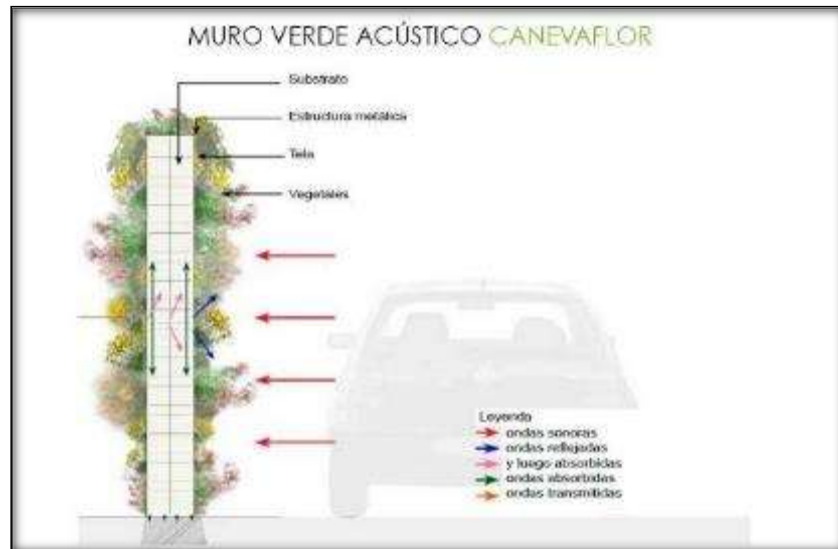 MURO VERDE ACÚSTICO CANEVAFLOR
Substrato
Estructura metálica
Tela
Vegetales
Leyenda
ondas sonoras
ondas reflejadas
y luego absorbidas
ondas absorbidas
ondas transmitidas